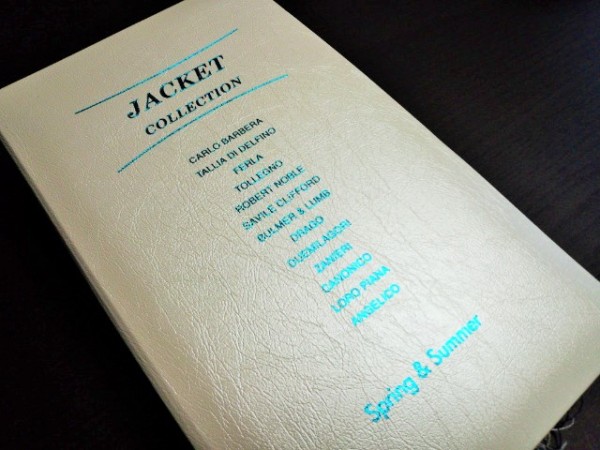 JACKET
COLLECTION
CARLO BARBERA
TALLIA DI DELFINO
FERLA
TOLLEGNO
ROBERT NOBLE
SAVILE CLIFFORD
BULMER & LUMB
DRAGO
DUEMILAGORI
ZANIERI
CANONICO
LORO PIANA
ANGELICO
Spring & Summer